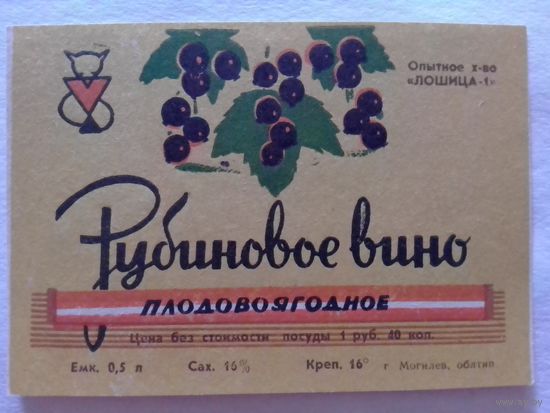 Опытное х-во
«ЛОШИЦА-1»
Рубиновое вино
ПЛОДОВОЯГОДНОЕ
Цена без стоимости посуды 1 руб. 40 коп.
Емк. 0,5 л Сах. 16% Креп. 16° г Могилев, облтип